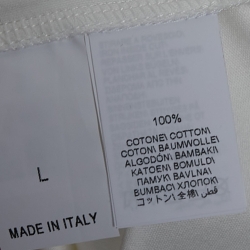 L
MADE IN ITALY
100%
COTONE\ COTTON\
COTON\ BAUMWOLLE\
ALGODÓN\ BAMBAKI\
KATOEN\ BOMULD\
ПАМУК\ BAVLNA\
BUMBAC\ ХЛОПОК\
コットン\ 全棉\ قطن